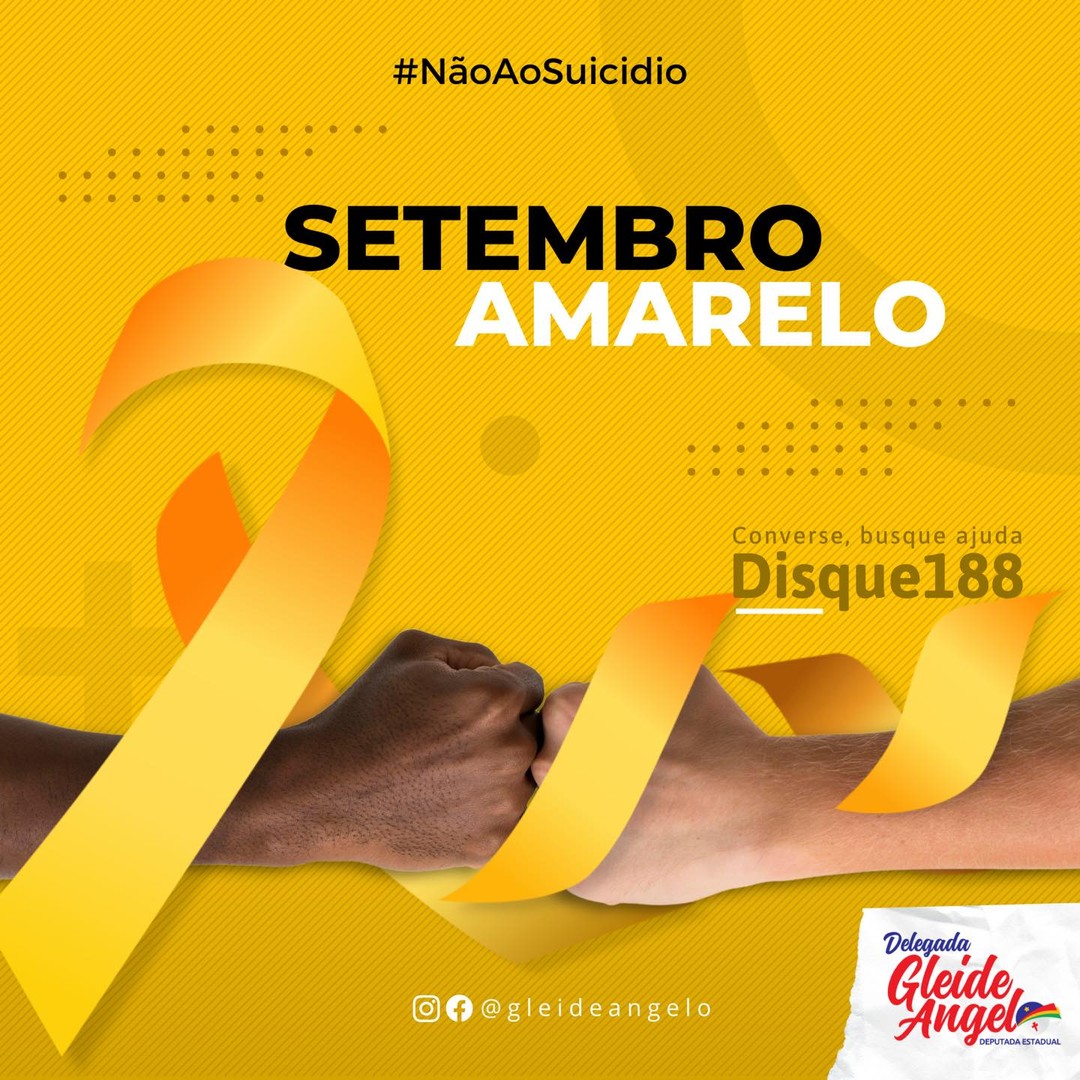 #NãoAoSuicidio
SETEMBRO
AMARELO
Converse, busque ajuda
Disque188
@gleideangelo
Delegada
Gleide
Angelo
DEPUTADA ESTADUAL